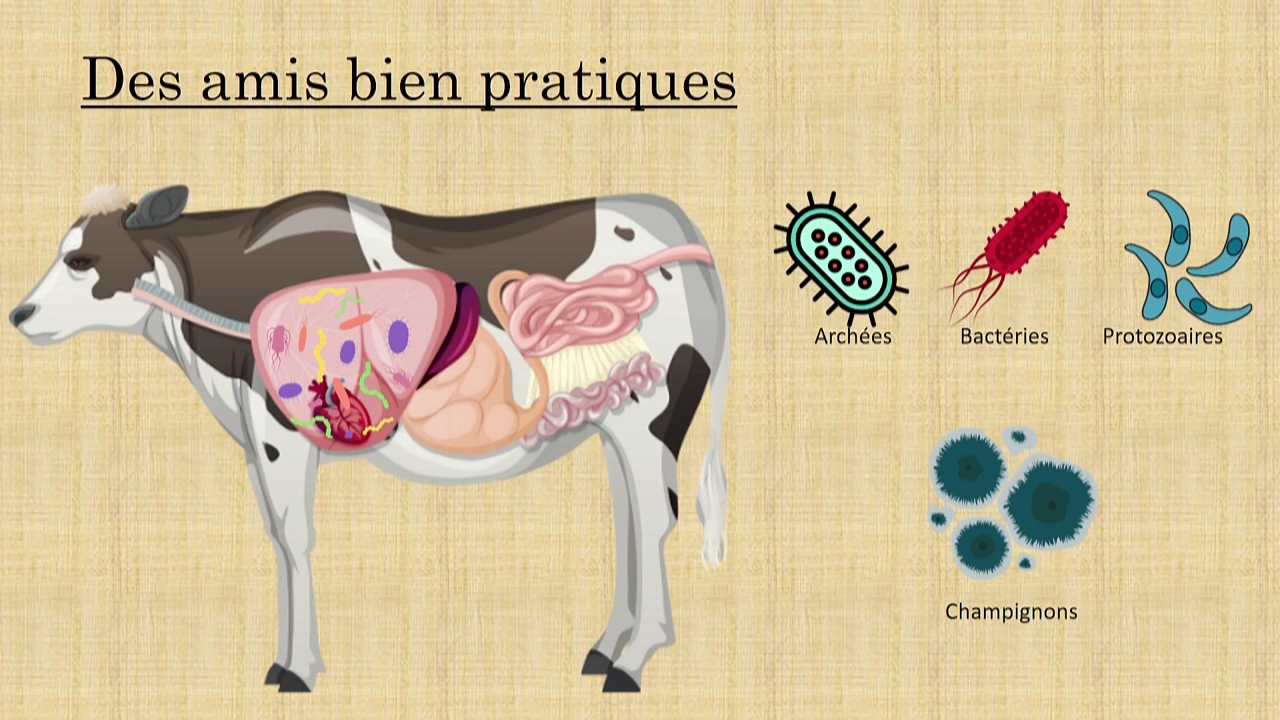 Des amis bien pratiques
Archées
Bactéries
Protozoaires
Champignons